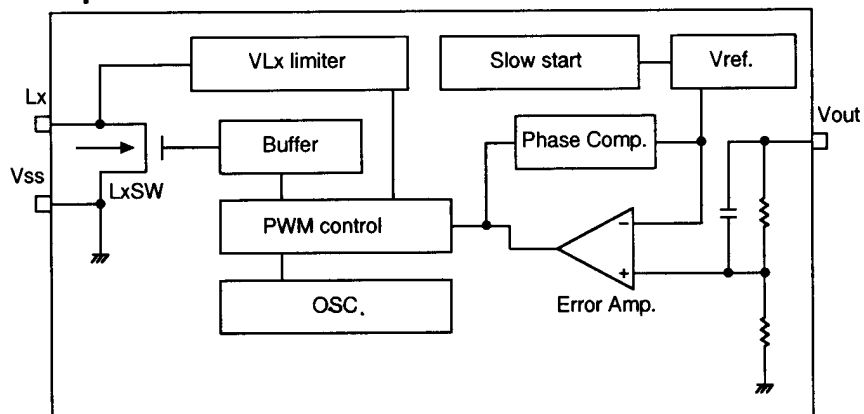 VLx limiter
Slow start
Vref.
Lx
Vout
Buffer
Phase Comp.
Vss
LxSW
PWM control
−
+
OSC.
Error Amp.